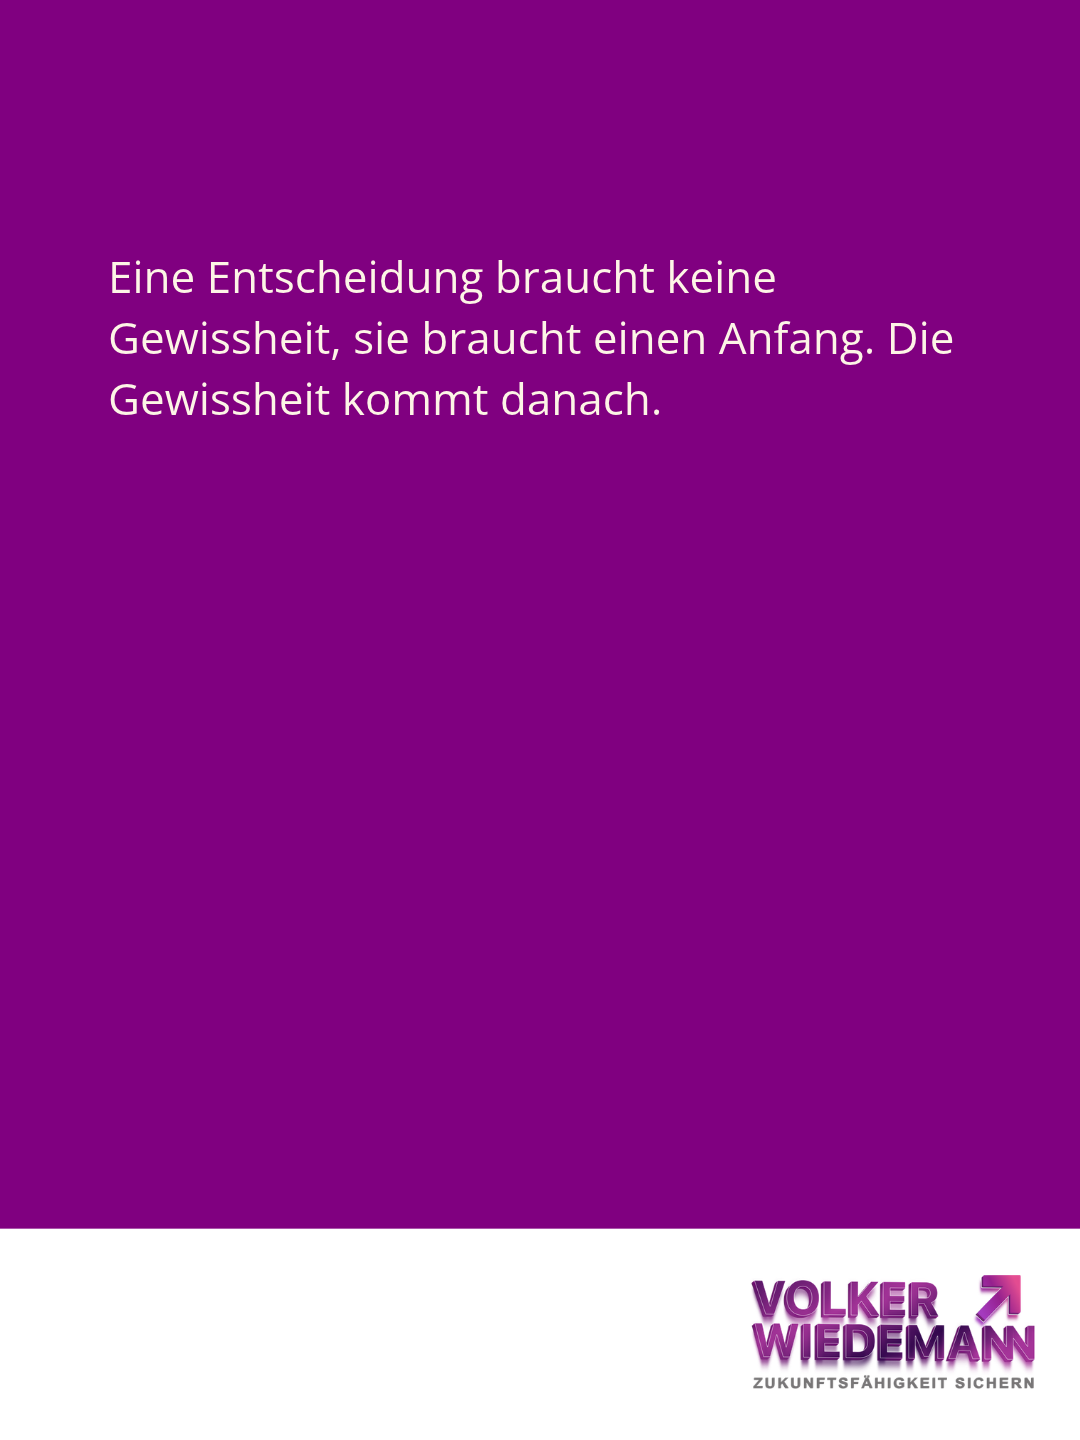 Eine Entscheidung braucht keine
Gewissheit, sie braucht einen Anfang. Die
Gewissheit kommt danach.
VOLKER
WIEDEMANN
ZUKUNFTSFÄHIGKEIT SICHERN